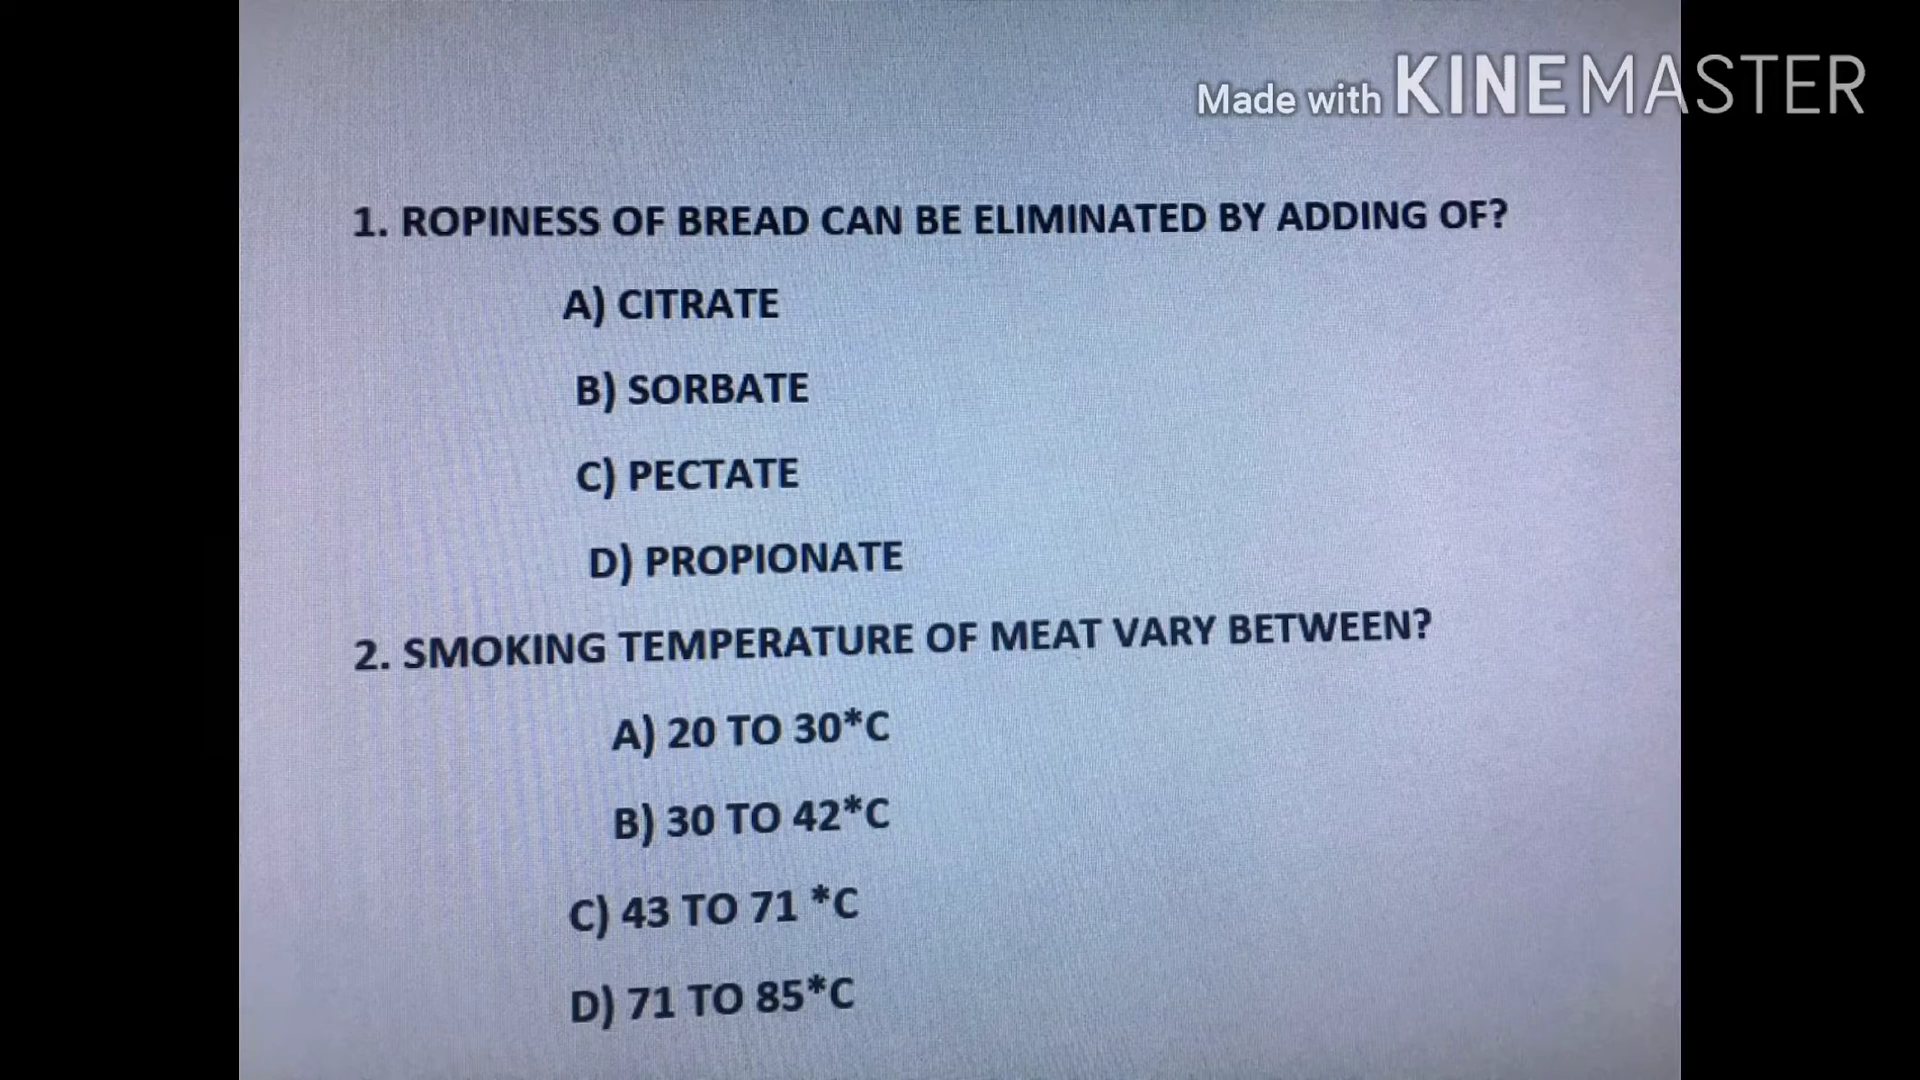 Made with KINEMASTER
1. ROPINESS OF BREAD CAN BE ELIMINATED BY ADDING OF?
A) CITRATE
B) SORBATE
C) PECTATE
D) PROPIONATE
2. SMOKING TEMPERATURE OF MEAT VARY BETWEEN?
A) 20 TO 30*C
B) 30 TO 42*C
C) 43 TO 71 *C
D) 71 TO 85*C